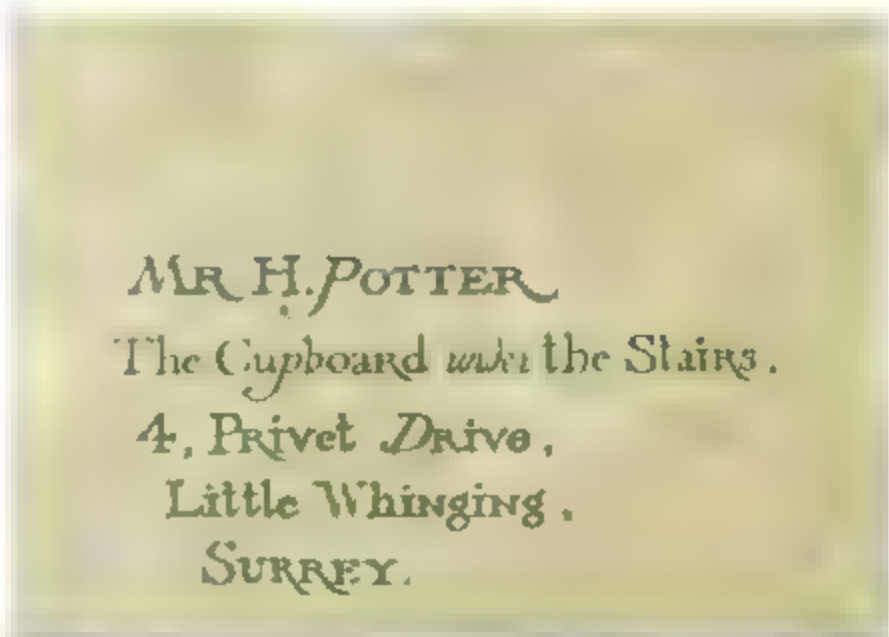 Mr H. Potter
The Cupboard under the Stairs.
4, Privet Drive,
Little Whinging,
Surrey.